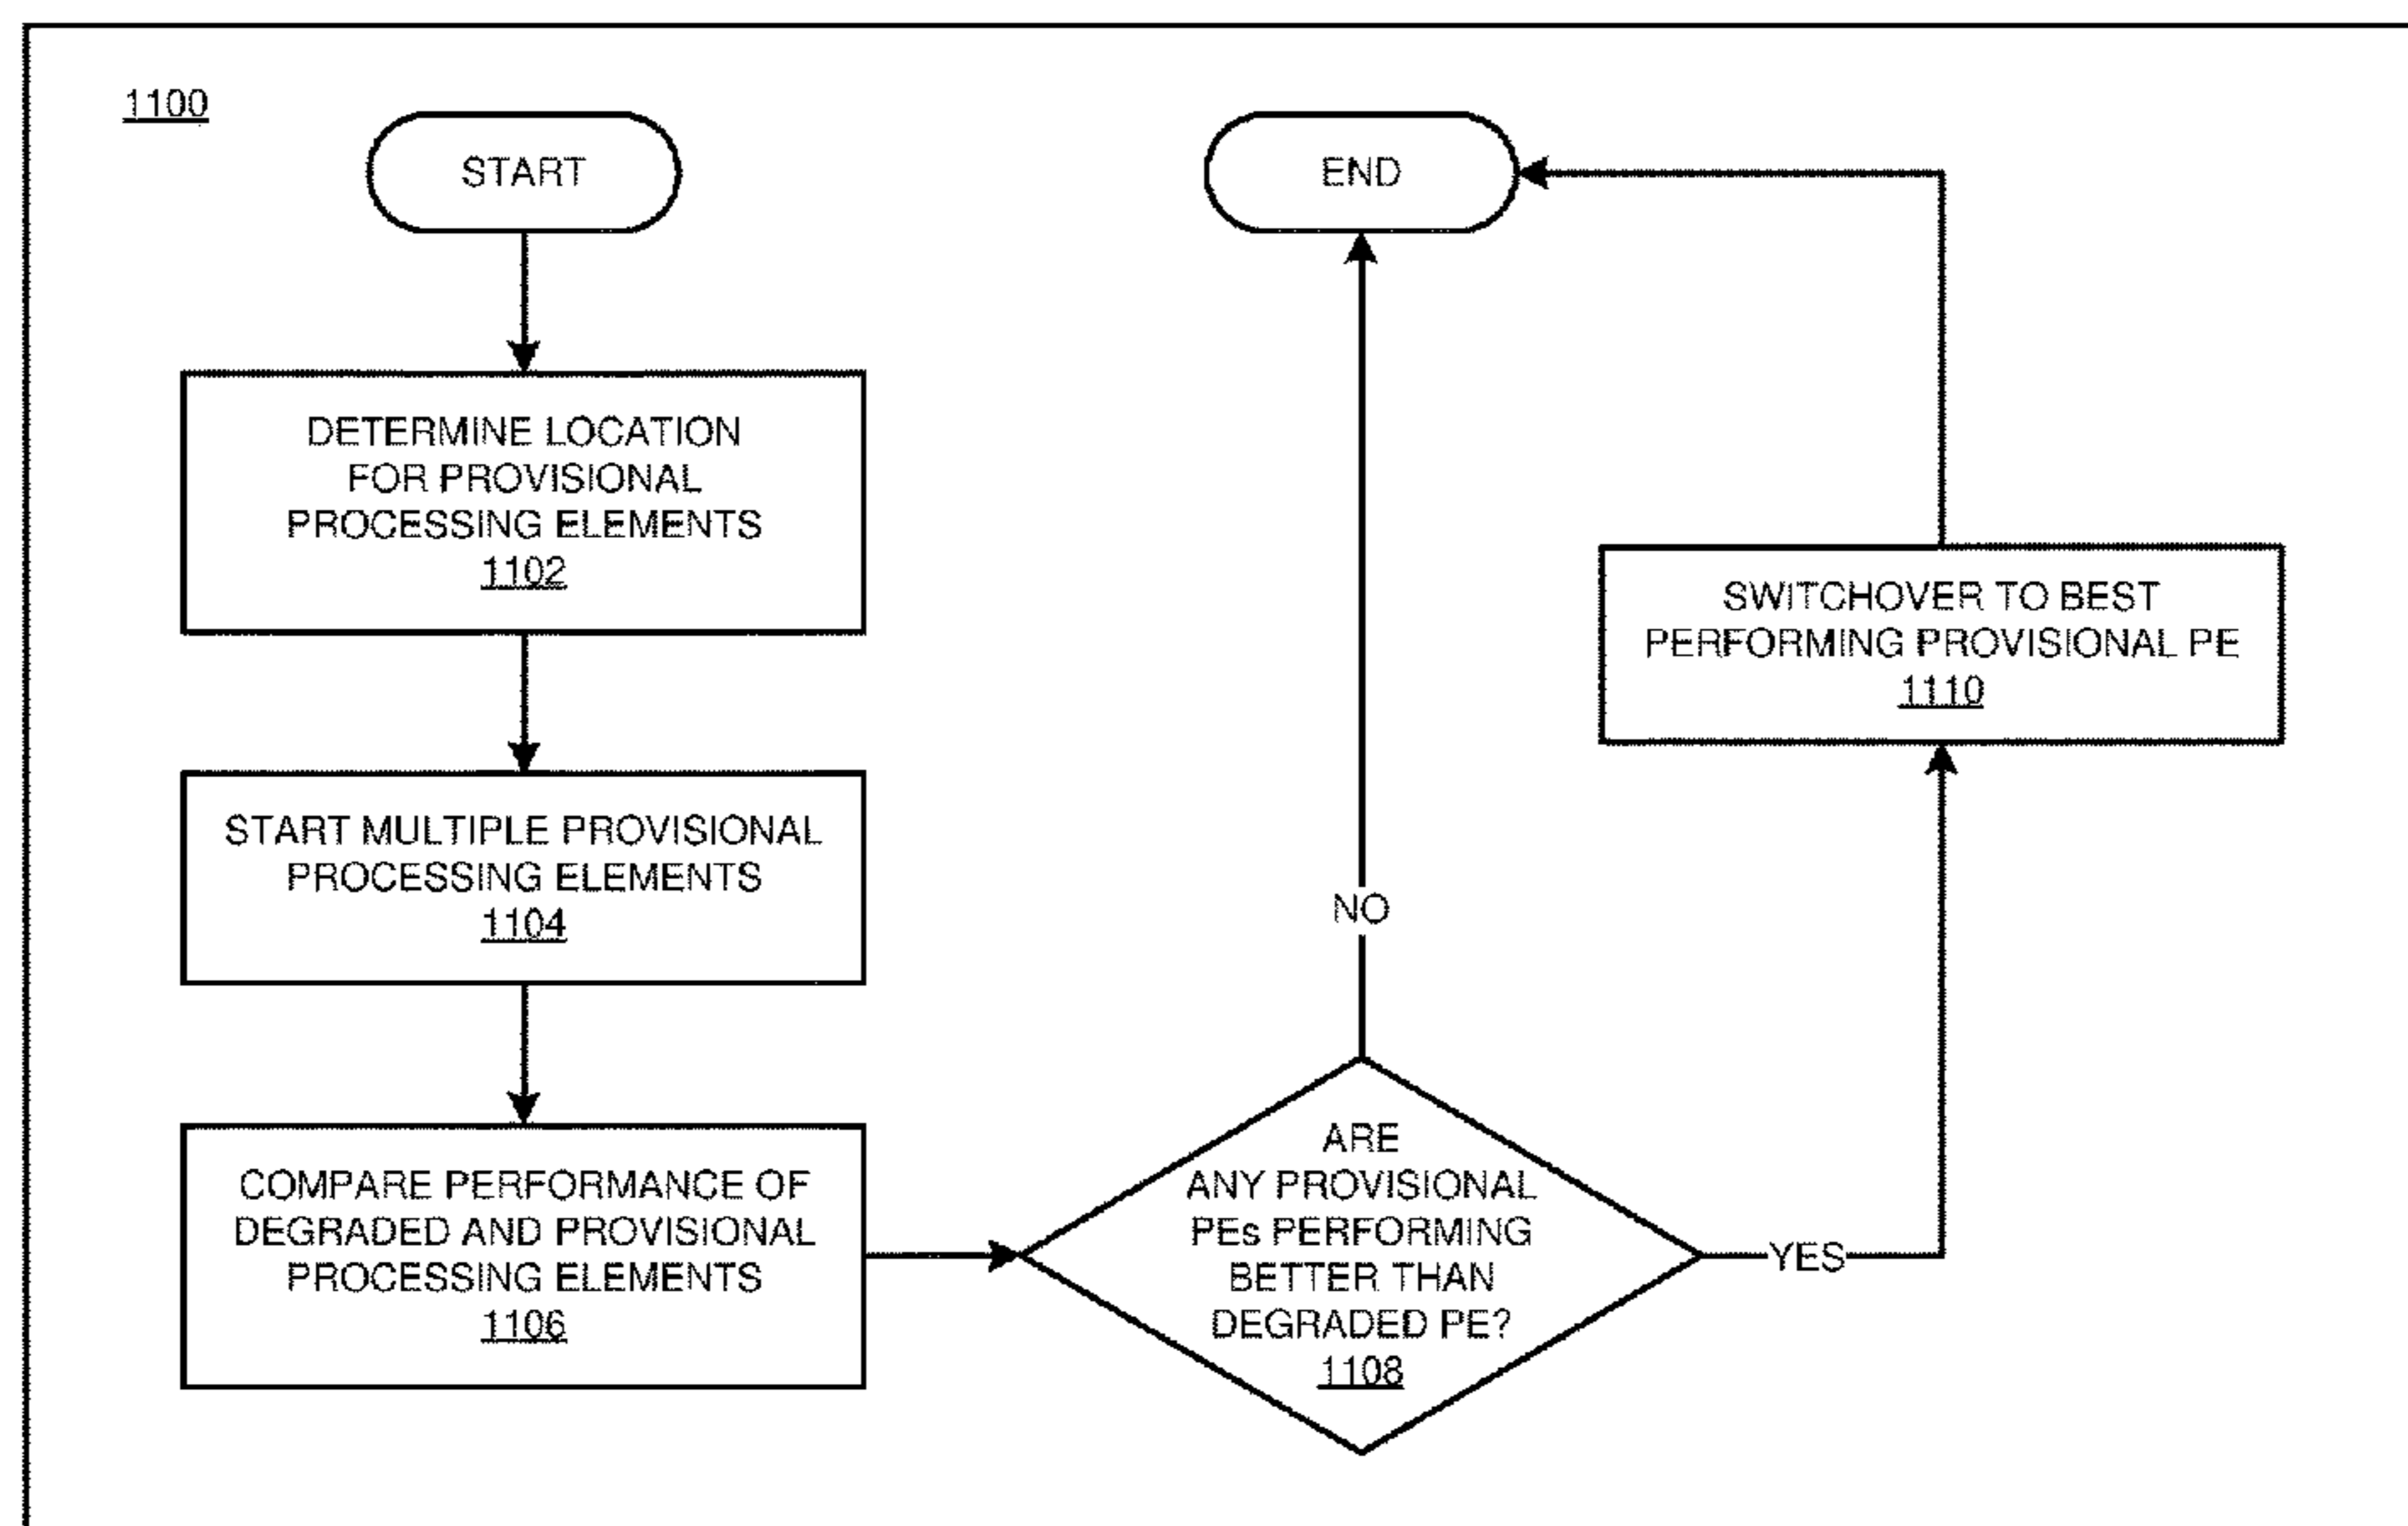 1100
START
DETERMINE LOCATION
FOR PROVISIONAL
PROCESSING ELEMENTS
1102
START MULTIPLE PROVISIONAL
PROCESSING ELEMENTS
1104
COMPARE PERFORMANCE OF
DEGRADED AND PROVISIONAL
PROCESSING ELEMENTS
1106
ARE
ANY PROVISIONAL
PEs PERFORMING
BETTER THAN
DEGRADED PE?
1108
NO
YES
SWITCHOVER TO BEST
PERFORMING PROVISIONAL PE
1110
END